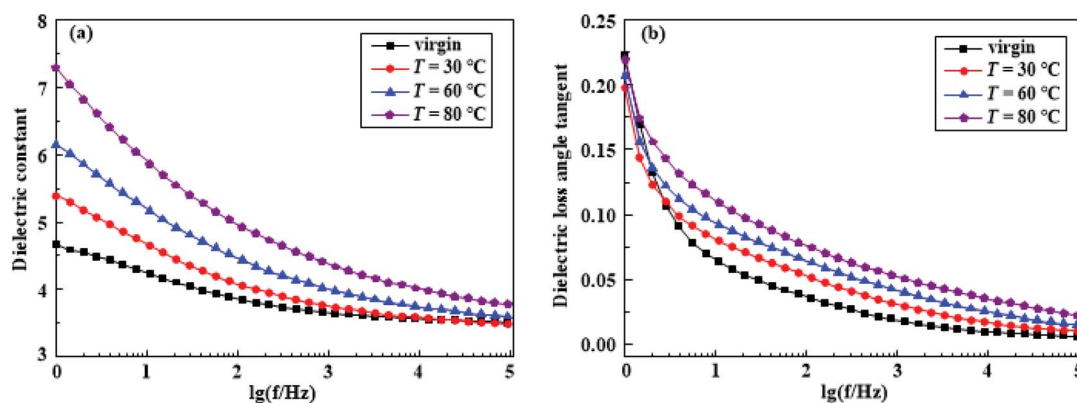 (a)
virgin
T = 30 °C
T = 60 °C
T = 80 °C
8
7
6
5
4
3
Dielectric constant
0 1 2 3 4 5
lg(f/Hz)
(b)
virgin
T = 30 °C
T = 60 °C
T = 80 °C
0.25
0.20
0.15
0.10
0.05
0.00
Dielectric loss angle tangent
0 1 2 3 4 5
lg(f/Hz)